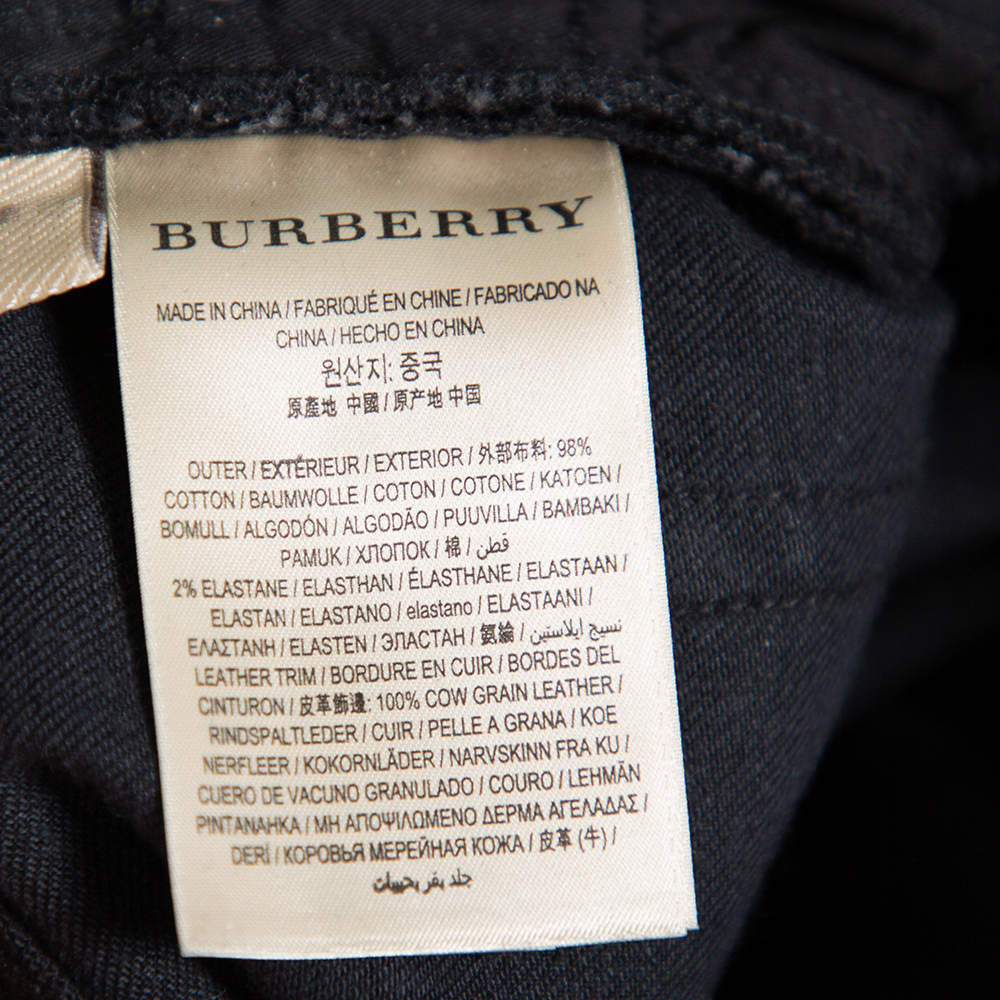 BURBERRY
MADE IN CHINA / FABRIQUÉ EN CHINE / FABRICADO NA
CHINA / HECHO EN CHINA
원산지: 중국
原產地 中國 / 原产地 中国
OUTER / EXTÉRIEUR / EXTERIOR / 外部布料: 98%
COTTON / BAUMWOLLE / COTON / COTONE / KATOEN /
BOMULL / ALGODÓN / ALGODÃO / PUUVILLA / BAMBAKI /
PAMUK / ХЛОПОК / 棉 / قطن
2% ELASTANE / ELASTHAN / ÉLASTHANE / ELASTAAN /
ELASTAN / ELASTANO / elastano / ELASTAANI /
ΕΛΑΣΤΑΝΗ / ELASTEN / ЭЛАСТАН / 氨綸 / نسيج ايلاستين
LEATHER TRIM / BORDURE EN CUIR / BORDES DEL
CINTURON / 皮革飾邊: 100% COW GRAIN LEATHER /
RINDSPALTLEDER / CUIR / PELLE A GRANA / KOE
NERFLEER / KOKORNLÄDER / NARVSKINN FRA KU /
CUERO DE VACUNO GRANULADO / COURO / LEHMÄN
PINTANAHKA / ΜΗ ΑΠΟΨΙΛΩΜΕΝΟ ΔΕΡΜΑ ΑΓΕΛΑΔΑΣ /
DERİ / КОРОВЬЯ МЕРЕЙНАЯ КОЖА / 皮革 (牛) /
جلد بقر بحبيبات